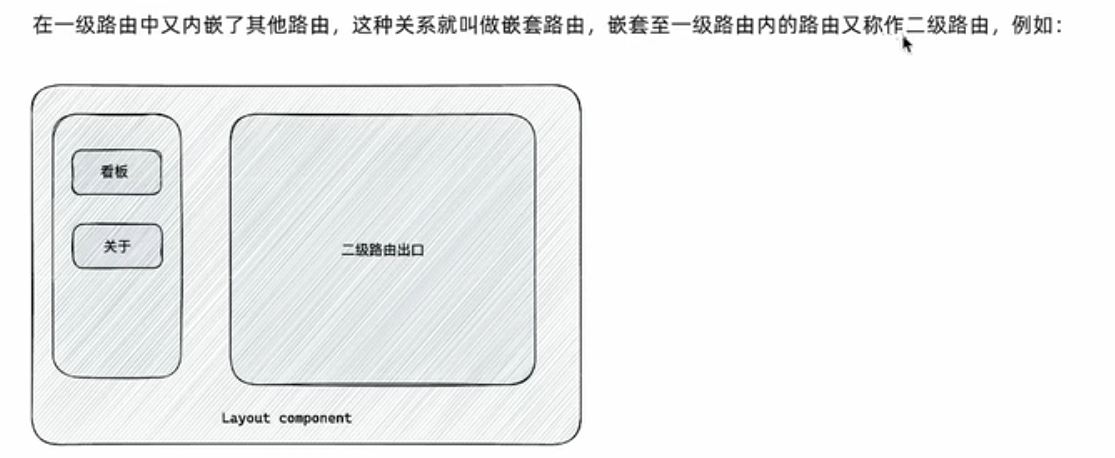 在一级路由中又内嵌了其他路由，这种关系就叫做嵌套路由，嵌套至一级路由内的路由又称作二级路由，例如：
看板
关于
二级路由出口
Layout component